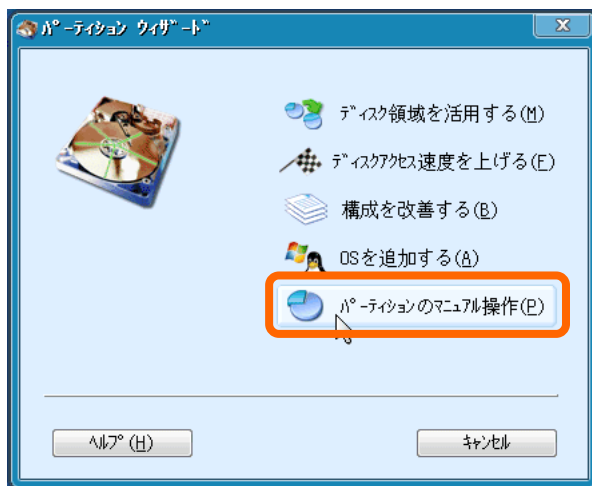 ﾊﾟｰﾃｨｼｮﾝ ｳｨｻﾞｰﾄﾞ
ﾃﾞｨｽｸ領域を活用する(M)
ﾃﾞｨｽｸｱｸｾｽ速度を上げる(F)
構成を改善する(B)
OSを追加する(A)
ﾊﾟｰﾃｨｼｮﾝのﾏﾆｭｱﾙ操作(P)
ﾍﾙﾌﾟ(H)
ｷｬﾝｾﾙ